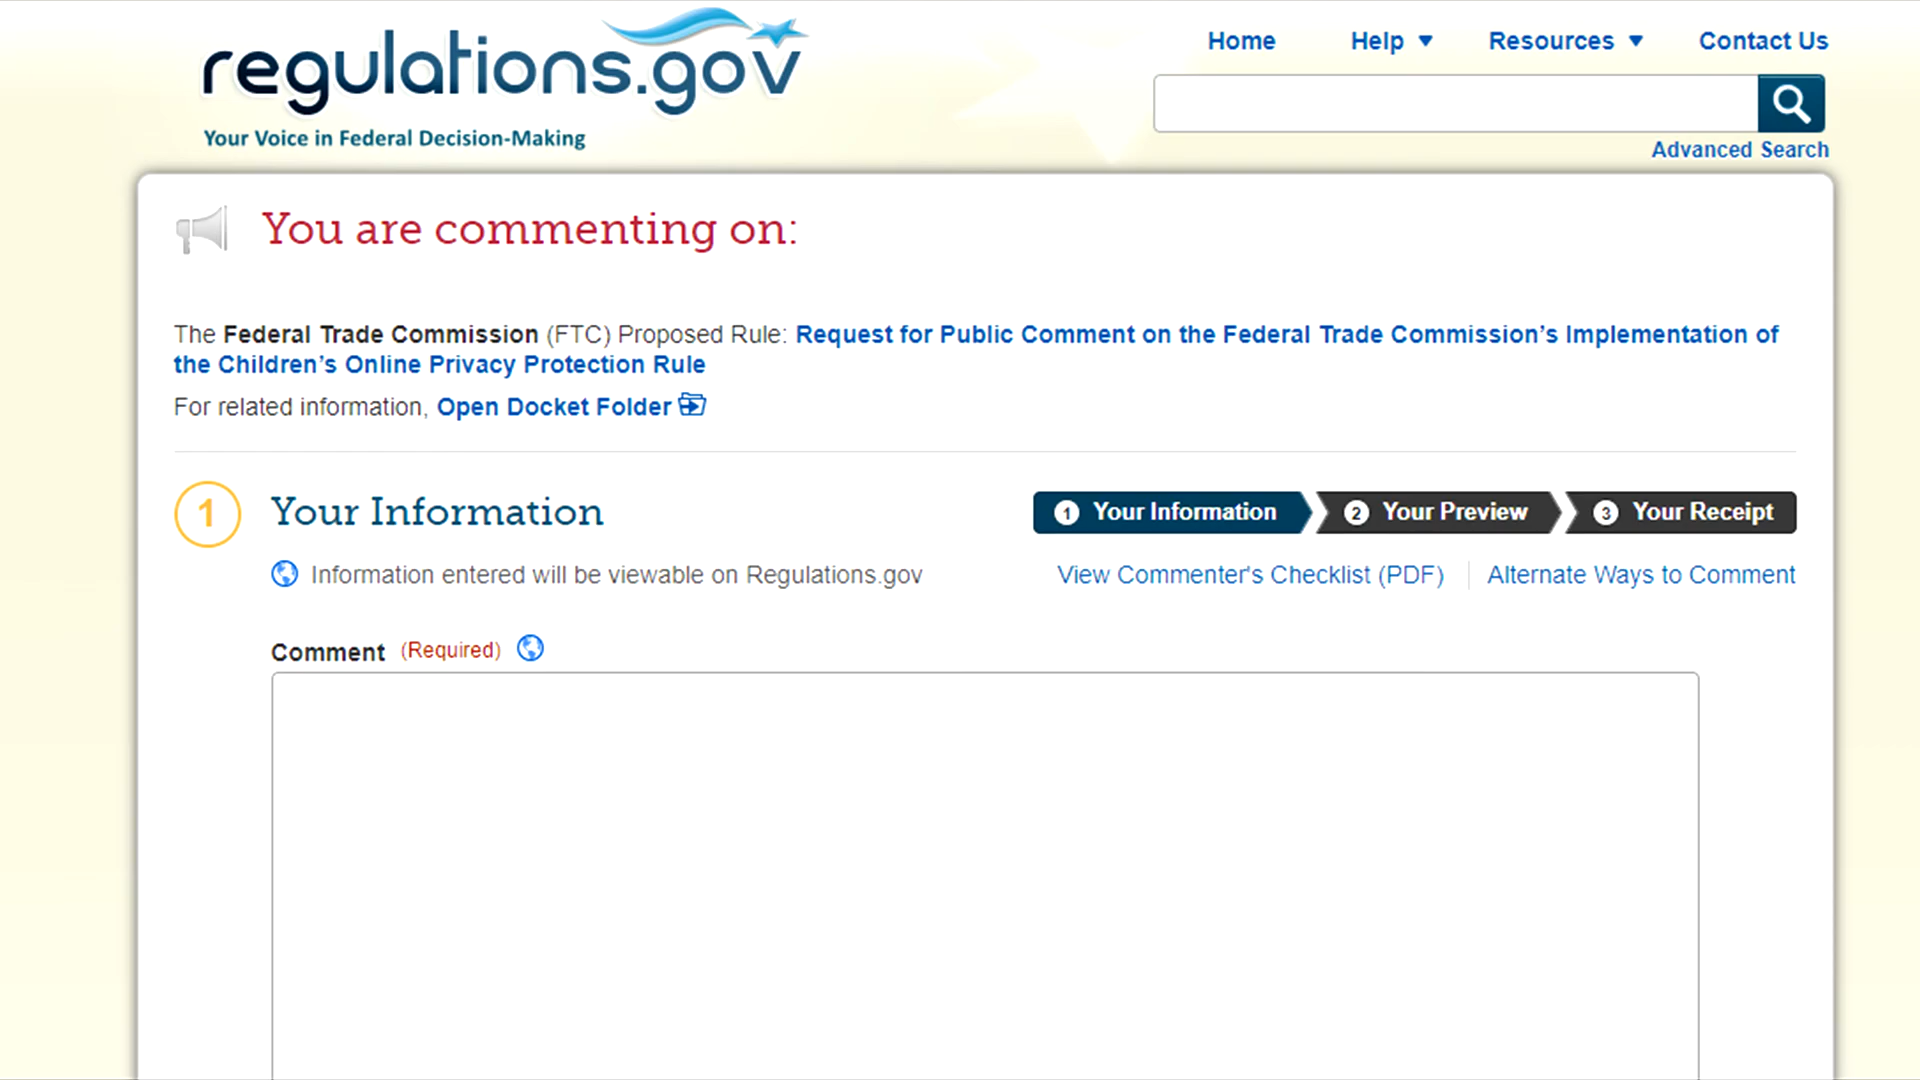 regulations.gov
Your Voice in Federal Decision-Making
Home Help Resources Contact Us
Advanced Search
You are commenting on:
The Federal Trade Commission (FTC) Proposed Rule: Request for Public Comment on the Federal Trade Commission’s Implementation of
the Children’s Online Privacy Protection Rule
For related information, Open Docket Folder
1 Your Information
1 Your Information 2 Your Preview 3 Your Receipt
Information entered will be viewable on Regulations.gov
View Commenter's Checklist (PDF) Alternate Ways to Comment
Comment (Required)